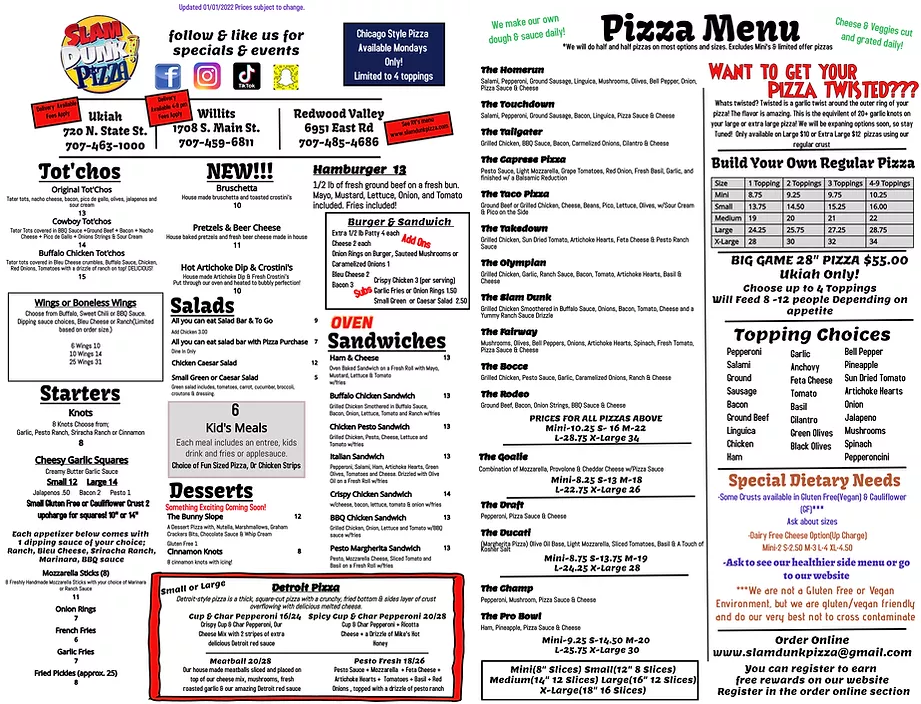 Updated 01/01/2022 Prices subject to change.
SLAM
DUNK
PIZZA
follow & like us for
specials & events
TikTok
Chicago Style Pizza
Available Mondays
Only!
Limited to 4 toppings
Delivery Available
Fees Apply
Ukiah
720 N. State St.
707-463-1000
Delivery
Available 4-8 pm
Fees Apply
Willits
1708 S. Main St.
707-459-6811
Redwood Valley
6951 East Rd
707-485-4686
See RV's menu
www.slamdunkpizza.com
Tot'chos
Original Tot'Chos
Tater tots, nacho cheese, bacon, pico de gallo, olives, jalapenos and
sour cream
13
Cowboy Tot'chos
Tator Tots covered in BBQ Sauce +Ground Beef + Bacon + Nacho
Cheese + Pico de Gallo + Onions Strings & Sour Cream
14
Buffalo Chicken Tot'chos
Tator tots covered in Bleu Cheese crumbles, Buffalo Sauce, Chicken,
Red Onions, Tomatoes with a drizzle of ranch on top! DELICIOUS!
15
Wings or Boneless Wings
Choose from Buffalo, Sweet Chili or BBQ Sauce.
Dipping sauce choices, Bleu Cheese or Ranch(Limited
based on order size.)
6 Wings 10
10 Wings 14
25 Wings 31
Starters
Knots
8 Knots Choose from;
Garlic, Pesto Ranch, Sriracha Ranch or Cinnamon
8
Cheesy Garlic Squares
Creamy Butter Garlic Sauce
Small 12 Large 14
Jalapenos .50 Bacon 2 Pesto 1
Small Gluten Free or Cauliflower Crust 2
upcharge for squares! 10" or 14"
Each appetizer below comes with
1 dipping sauce of your choice;
Ranch, Bleu Cheese, Sriracha Ranch,
Marinara, BBQ sauce
Mozzarella Sticks (8)
8 Freshly Handmade Mozzarella Sticks with your choice of Marinara
or Ranch
11
Onion Rings
7
French Fries
6
Garlic Fries
7
Fried Pickles (approx. 25)
8
NEW!!!
Bruschetta
House made bruschetta and toasted crostini's
10
Pretzels & Beer Cheese
House baked pretzels and fresh beer cheese made in house
11
Hot Artichoke Dip & Crostini's
House made Artichoke Dip & Fresh Crostini's
Put through our oven and heated to bubbly perfection!
10
Salads
All you can eat Salad Bar & To Go 9
Add Chicken 3.00
All you can eat salad bar with Pizza Purchase 7
Dine In Only
Chicken Caesar Salad 12
Small Green or Caesar Salad 5
Green salad includes, tomatoes, carrot, cucumber, broccoli,
croutons & dressing.
6
Kid's Meals
Each meal includes an entree, kids
drink and fries or applesauce.
Choice of Fun Sized Pizza, Or Chicken Strips
Desserts
Something Exciting Coming Soon!
The Bunny Slope 12
A Dessert Pizza with, Nutella, Marshmallows, Graham
Crackers Bits, Chocolate Sauce & Whip Cream
Gluten Free 1
Cinnamon Knots 8
8 cinnamon knots with icing!
Hamburger 13
1/2 lb of fresh ground beef on a fresh bun.
Mayo, Mustard, Lettuce, Onion, and Tomato
included. Fries included!
Burger & Sandwich
Add Ons
Extra 1/2 lb Patty 4 each
Cheese 2 each
Onion Rings on Burger, Sauteed Mushrooms or
Caramelized Onions 1
Bleu Cheese 2
Bacon 3
Subs
Crispy Chicken 3 (per serving)
Garlic Fries or Onion Rings 1.50
Small Green or Caesar Salad 2.50
OVEN
Sandwiches
Ham & Cheese 13
Oven Baked Sandwich on a Fresh Roll with Mayo,
Mustard, Lettuce & Tomato
w/fries
Buffalo Chicken Sandwich 13
Grilled Chicken Smothered in Buffalo Sauce,
Bacon, Onion, Lettuce, Tomato and Ranch w/fries
Chicken Pesto Sandwich 13
Grilled Chicken, Pesto, Cheese, Lettuce and
Tomato w/fries
Italian Sandwich 14
Pepperoni, Salami, Ham, Artichoke Hearts, Green
Olives, Tomatoes and Cheese. Drizzled with Olive
Oil on a Fresh Roll w/fries
Crispy Chicken Sandwich 14
w/cheese, bacon, lettuce, tomato & onion w/fries
BBQ Chicken Sandwich 13
Grilled Chicken, Onion, Lettuce and Tomato w/BBQ
sauce w/fries
Pesto Margherita Sandwich 13
Pesto, Mozzarella Cheese, Sliced Tomato and
Basil on a Fresh Roll w/fries
Small or Large
Detroit Pizza
Detroit-style pizza is a thick, square-cut pizza with a crunchy, fried bottom & sides layer of crust
overflowing with delicious melted cheese.
Cup & Char Pepperoni 16/24
Crispy Cup & Char Pepperoni, Our
Cheese Mix with 2 stripes of extra
delicious Detroit red sauce
Spicy Cup & Char Pepperoni 20/28
Cup & Char Pepperoni + Ricotta
Cheese + a Drizzle of Mike's Hot
Honey
Meatball 20/28
Our house made meatballs sliced and placed on
top of our cheese mix, mushrooms, fresh
roasted garlic & our amazing Detroit red sauce
Pesto Fresh 18/26
Pesto Sauce + Mozzarella + Feta Cheese +
Artichoke Hearts + Tomatoes + Basil + Red
Onions , topped with a drizzle of pesto ranch
We make our own
dough & sauce daily!
Pizza Menu
Cheese & Veggies cut
and grated daily!
*We will do half and half pizzas on most options and sizes. Excludes Mini's & limited offer pizzas
The Homerun
Salami, Pepperoni, Ground Sausage, Linguica, Mushrooms, Olives, Bell Pepper, Onion,
Pizza Sauce & Cheese
The Touchdown
Salami, Pepperoni, Ground Sausage, Bacon, Linguica, Pizza Sauce & Cheese
The Tailgater
Grilled Chicken, BBQ Sauce, Bacon, Carmelized Onions, Cilantro & Cheese
The Caprese Pizza
Pesto Sauce, Light Mozzarella, Grape Tomatoes, Red Onion, Fresh Basil, Garlic, and
finished w/ a Balsamic Reduction
The Taco Pizza
Ground Beef or Grilled Chicken, Cheese, Beans, Pico, Lettuce, Olives, w/Sour Cream
& Pico on the Side
The Takedown
Grilled Chicken, Sun Dried Tomato, Artichoke Hearts, Feta Cheese & Pesto Ranch
Sauce
The Olympian
Grilled Chicken, Garlic, Ranch Sauce, Bacon, Tomato, Artichoke Hearts, Basil &
Cheese
The Slam Dunk
Grilled Chicken Smothered in Buffalo Sauce, Onions, Bacon, Tomato, Cheese and a
Yummy Ranch Sauce Drizzle
The Fairway
Mushrooms, Olives, Bell Peppers, Onions, Artichoke Hearts, Spinach, Fresh Tomato,
Pizza Sauce & Cheese
The Bocce
Grilled Chicken, Pesto Sauce, Garlic, Caramelized Onions, Ranch & Cheese
The Rodeo
Ground Beef, Bacon, Onion Strings, BBQ Sauce & Cheese
PRICES FOR ALL PIZZAS ABOVE
Mini-10.25 S- 16 M-22
L-28.75 X-Large 34
The Goalie
Combination of Mozzarella, Provolone & Cheddar Cheese w/Pizza Sauce
Mini-8.25 S-13 M-18
L-22.75 X-Large 26
The Draft
Pepperoni, Pizza Sauce & Cheese
The Ducati
(Margherita Pizza) Olive Oil Base, Light Mozzarella, Sliced Tomatoes, Basil & A Touch of
Kosher Salt
Mini-8.75 S-13.75 M-19
L-24.25 X-Large 28
The Champ
Pepperoni, Mushroom, Pizza Sauce & Cheese
The Pro Bowl
Ham, Pineapple, Pizza Sauce & Cheese
Mini-9.25 S-14.50 M-20
L-25.75 X-Large 30
Mini(8" Slices) Small(12" 8 Slices)
Medium(14" 12 Slices) Large(16" 12 Slices)
X-Large(18" 16 Slices)
WANT TO GET YOUR
PIZZA TWISTED???
Whats twisted? Twisted is a garlic twist around the outer ring of your
pizza! The flavor is amazing. This is the equivlent of 20+ garlic knots on
your large or extra large pizza! We will be expaning options soon, so stay
Tuned! Only available on Large $10 or Extra Large $12 pizzas using our
regular crust
Build Your Own Regular Pizza
Size 1 Topping 2 Toppings 3 Toppings 4-9 Toppings
Mini 8.75 9.25 9.75 10.25
Small 13.75 14.50 15.25 16.00
Medium 19 20 21 22
Large 24.25 25.75 27.25 28.75
X-Large 28 30 32 34
BIG GAME 28" PIZZA $55.00
Ukiah Only!
Choose up to 4 Toppings
Will Feed 8 -12 people Depending on
appetite
Topping Choices
Pepperoni
Salami
Ground
Sausage
Bacon
Ground Beef
Linguica
Chicken
Ham
Garlic
Anchovy
Feta Cheese
Tomato
Basil
Cilantro
Green Olives
Black Olives
Bell Pepper
Pineapple
Sun Dried Tomato
Artichoke Hearts
Onion
Jalapeno
Mushrooms
Spinach
Pepperoncini
Special Dietary Needs
-Some Crusts available in Gluten Free(Vegan) & Cauliflower
(GF)***
Ask about sizes
-Dairy Free Cheese Option(Up Charge)
Mini-2 S-2.50 M-3 L-4 XL-4.50
-Ask to see our healthier side menu or go
to our website
***We are not a Gluten Free or Vegan
Environment, but we are gluten/vegan friendly
and do our very best not to cross contaminate
Order Online
www.slamdunkpizza@gmail.com
You can register to earn
free rewards on our website
Register in the order online section